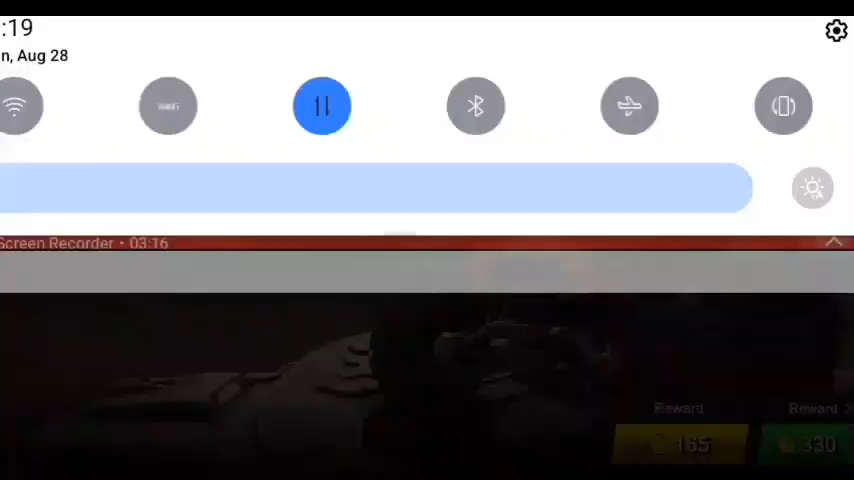 :19
n, Aug 28
Screen Recorder • 03:16
Reward
Reward
165
330